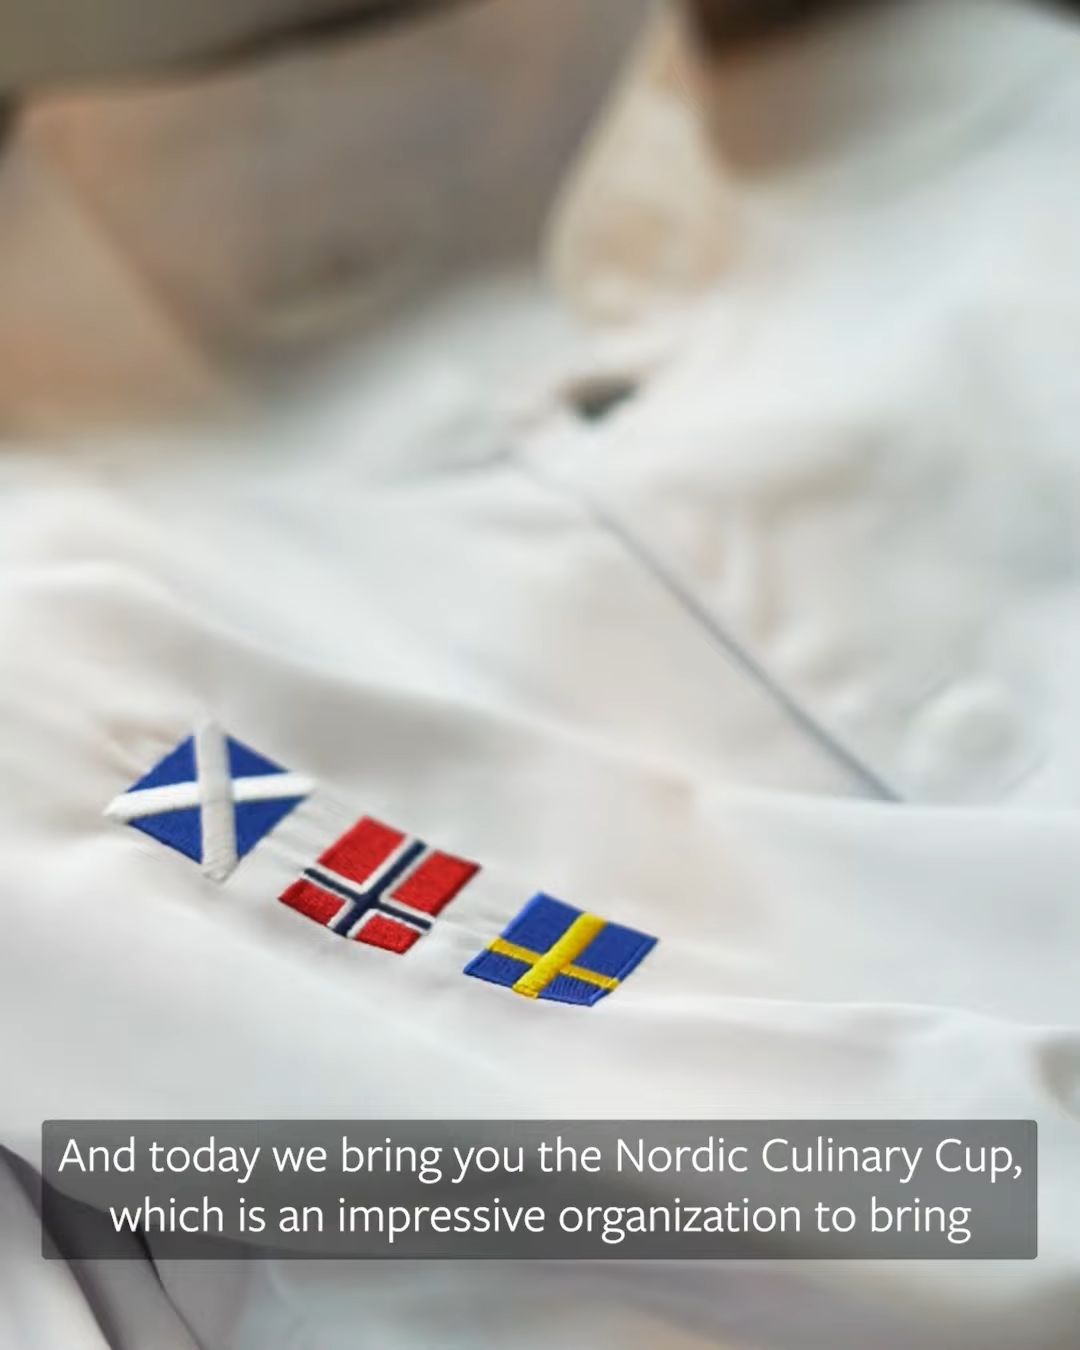 And today we bring you the Nordic Culinary Cup,
which is an impressive organization to bring